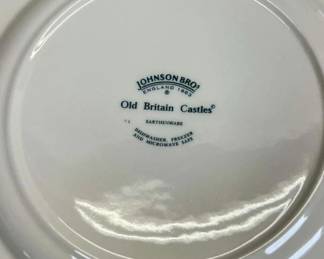 JOHNSON BROS
ENGLAND 1883
®
Old Britain Castles©
EARTHENWARE
DISHWASHER, FREEZER
AND MICROWAVE SAFE